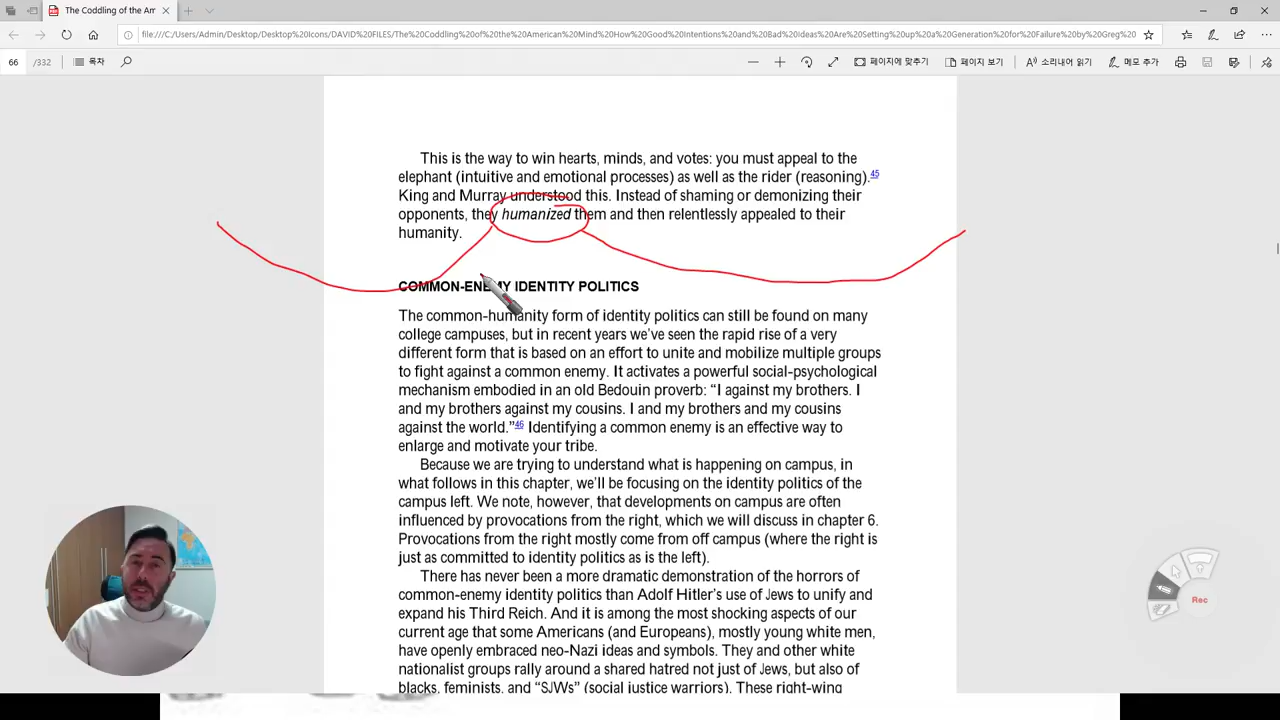 The Coddling of the Am
file:///C:/Users/Admin/Desktop/Desktop%20Icons/DAVID%20FILES/The%20Coddling%20of%20the%20American%20Mind%20How%20Good%20Intentions%20and%20Bad%20Ideas%20Are%20Setting%20up%20a%20Generation%20for%20Failure%20by%20Greg%20
66 /332 목차 페이지에 맞추기 페이지 보기 소리내어 읽기 메모 추가
This is the way to win hearts, minds, and votes: you must appeal to the
elephant (intuitive and emotional processes) as well as the rider (reasoning).45
King and Murray understood this. Instead of shaming or demonizing their
opponents, they humanized them and then relentlessly appealed to their
humanity.
COMMON-ENEMY IDENTITY POLITICS
The common-humanity form of identity politics can still be found on many
college campuses, but in recent years we've seen the rapid rise of a very
different form that is based on an effort to unite and mobilize multiple groups
to fight against a common enemy. It activates a powerful social-psychological
mechanism embodied in an old Bedouin proverb: “I against my brothers. I
and my brothers against my cousins. I and my brothers and my cousins
against the world.”46 Identifying a common enemy is an effective way to
enlarge and motivate your tribe.
Because we are trying to understand what is happening on campus, in
what follows in this chapter, we'll be focusing on the identity politics of the
campus left. We note, however, that developments on campus are often
influenced by provocations from the right, which we will discuss in chapter 6.
Provocations from the right mostly come from off campus (where the right is
just as committed to identity politics as is the left).
There has never been a more dramatic demonstration of the horrors of
common-enemy identity politics than Adolf Hitler's use of Jews to unify and
expand his Third Reich. And it is among the most shocking aspects of our
current age that some Americans (and Europeans), mostly young white men,
have openly embraced neo-Nazi ideas and symbols. They and other white
nationalist groups rally around a shared hatred not just of Jews, but also of
blacks, feminists, and “SJWs” (social justice warriors). These right-wing
Rec